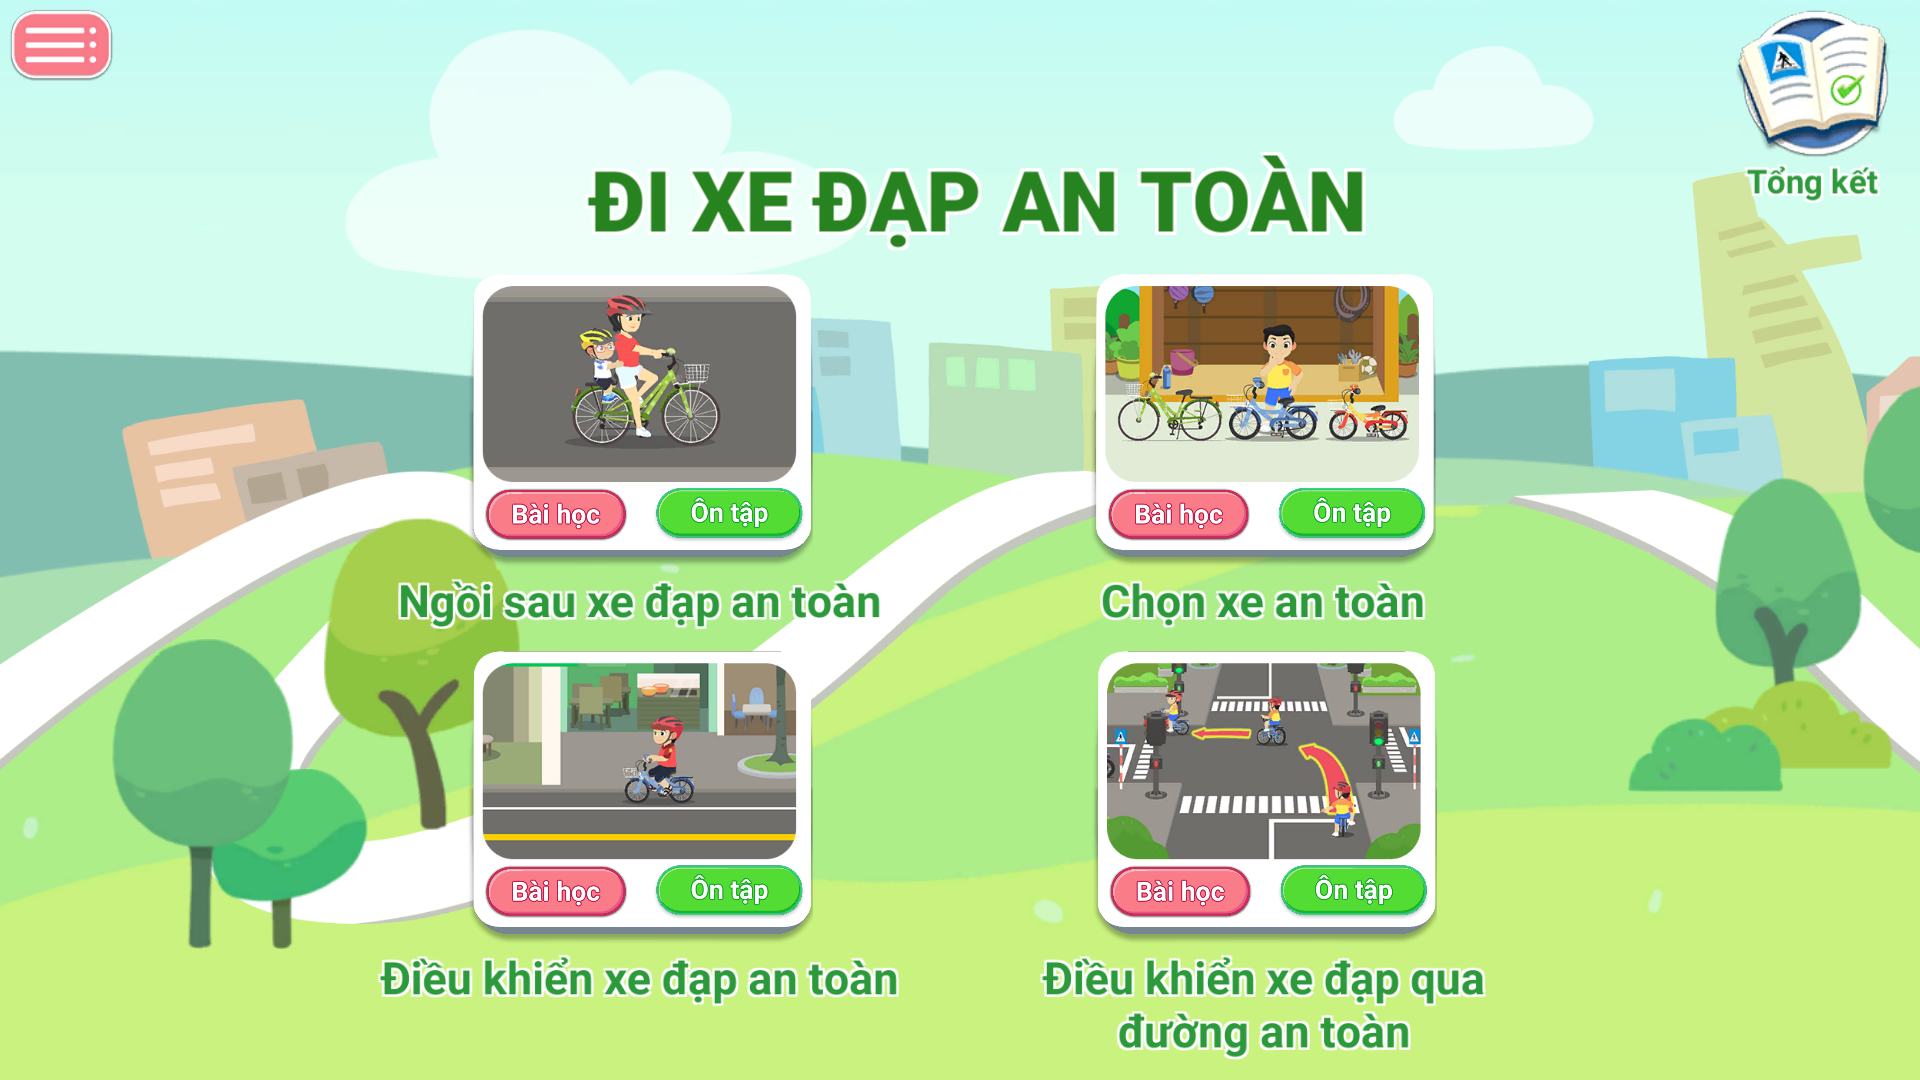 Tổng kết
ĐI XE ĐẠP AN TOÀN
Bài học
Ôn tập
Bài học
Ôn tập
Ngồi sau xe đạp an toàn
Chọn xe an toàn
Bài học
Ôn tập
Bài học
Ôn tập
Điều khiển xe đạp an toàn
Điều khiển xe đạp qua
đường an toàn